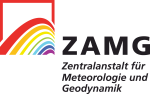 ZAMG
Zentralanstalt für
Meteorologie und
Geodynamik